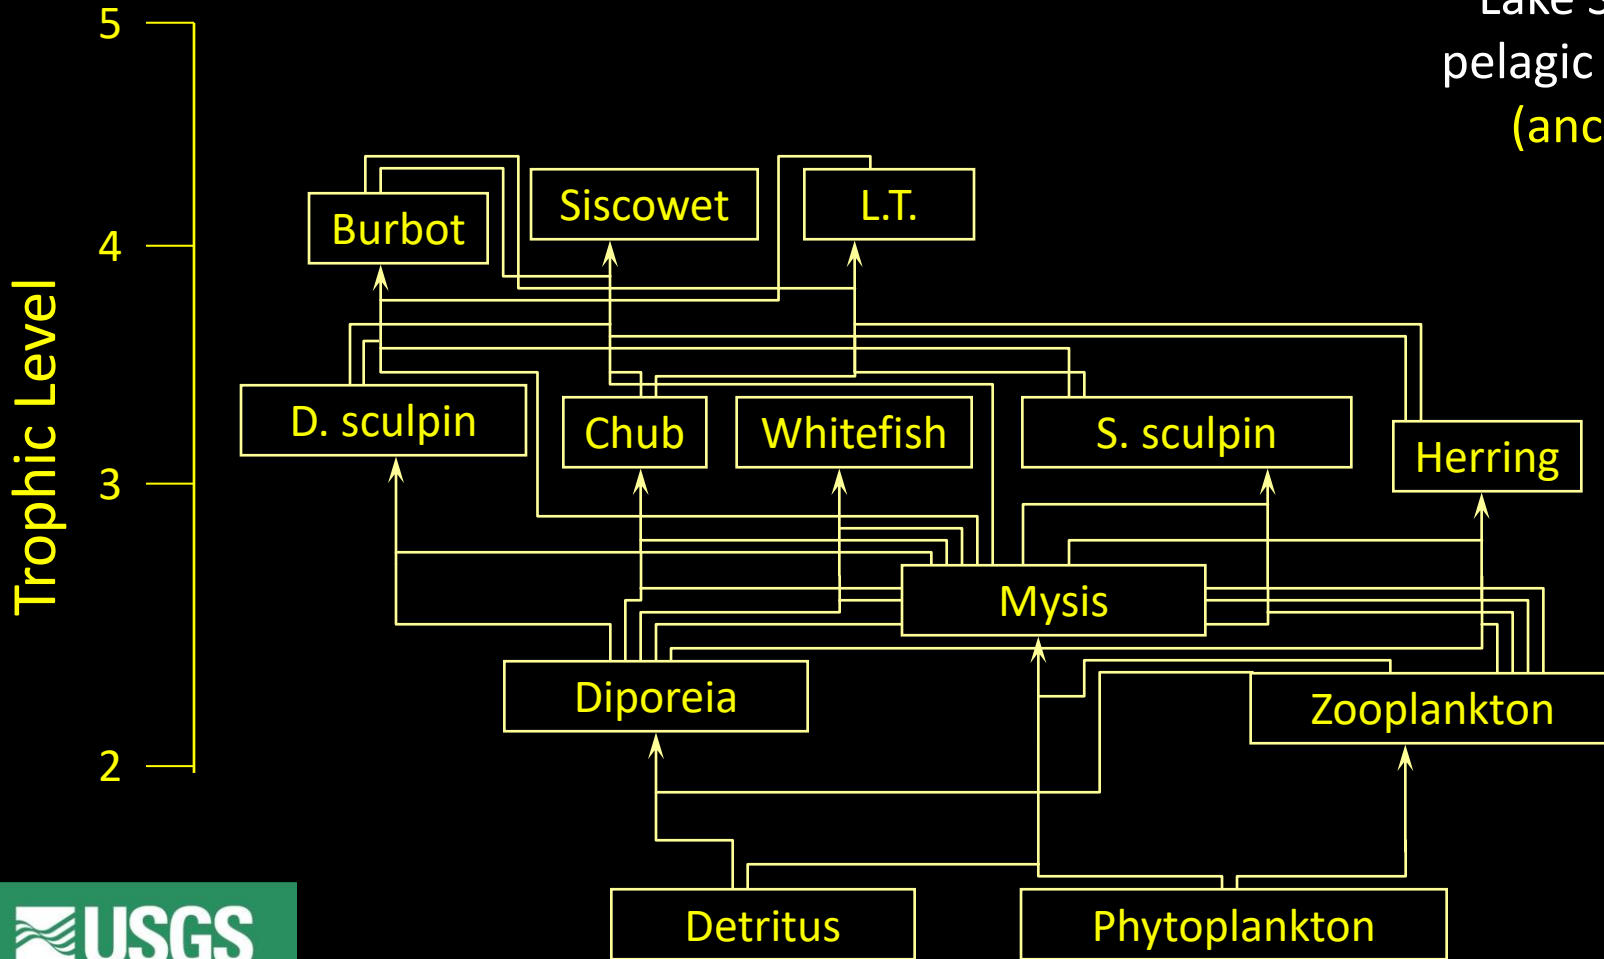 5
Lake
pelagic
Siscowet
L.T.
Burbot
4
Trophic Level
D. sculpin
Chub
Whitefish
S. sculpin
Herring
3
Mysis
Diporeia
Zooplankton
2
Detritus
Phytoplankton
USGS